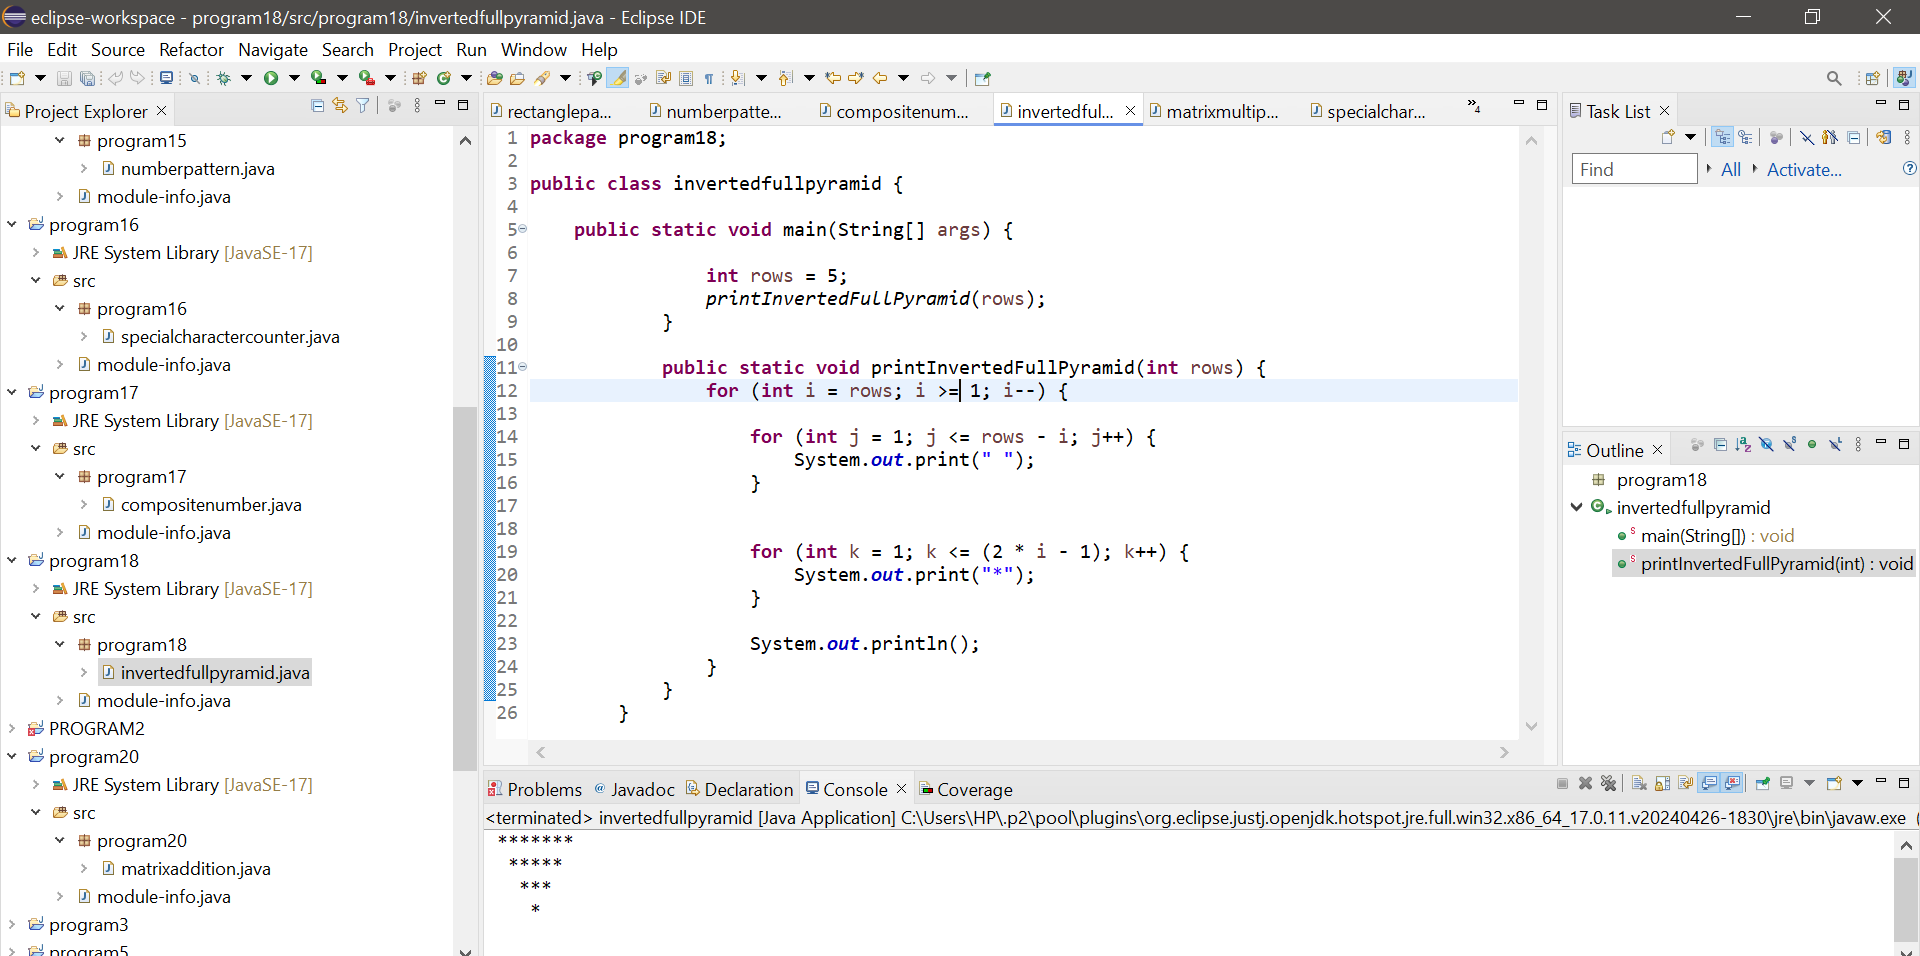 eclipse-workspace - program18/src/program18/invertedfullpyramid.java - Eclipse IDE
File Edit Source Refactor Navigate Search Project Run Window Help
Project Explorer
program15
numberpattern.java
module-info.java
program16
JRE System Library [JavaSE-17]
src
program16
specialcharactercounter.java
module-info.java
program17
JRE System Library [JavaSE-17]
src
program17
compositenumber.java
module-info.java
program18
JRE System Library [JavaSE-17]
src
program18
invertedfullpyramid.java
module-info.java
PROGRAM2
program20
JRE System Library [JavaSE-17]
src
program20
matrixaddition.java
module-info.java
program3
program5
rectanglepa... numberpatte... compositenum... invertedful... matrixmultip... specialchar... »4
1 package program18;
2
3 public class invertedfullpyramid {
4
5     public static void main(String[] args) {
6
7                 int rows = 5;
8                 printInvertedFullPyramid(rows);
9             }
10
11             public static void printInvertedFullPyramid(int rows) {
12                 for (int i = rows; i >= 1; i--) {
13
14                     for (int j = 1; j <= rows - i; j++) {
15                         System.out.print(" ");
16                     }
17
18
19                     for (int k = 1; k <= (2 * i - 1); k++) {
20                         System.out.print("*");
21                     }
22
23                     System.out.println();
24                 }
25             }
26         }
Problems Javadoc Declaration Console Coverage
<terminated> invertedfullpyramid [Java Application] C:\Users\HP\.p2\pool\plugins\org.eclipse.justj.openjdk.hotspot.jre.full.win32.x86_64_17.0.11.v20240426-1830\jre\bin\javaw.exe (
 *******
  *****
   ***
    *
Task List
Find All Activate...
Outline
program18
invertedfullpyramid
main(String[]) : void
printInvertedFullPyramid(int) : void